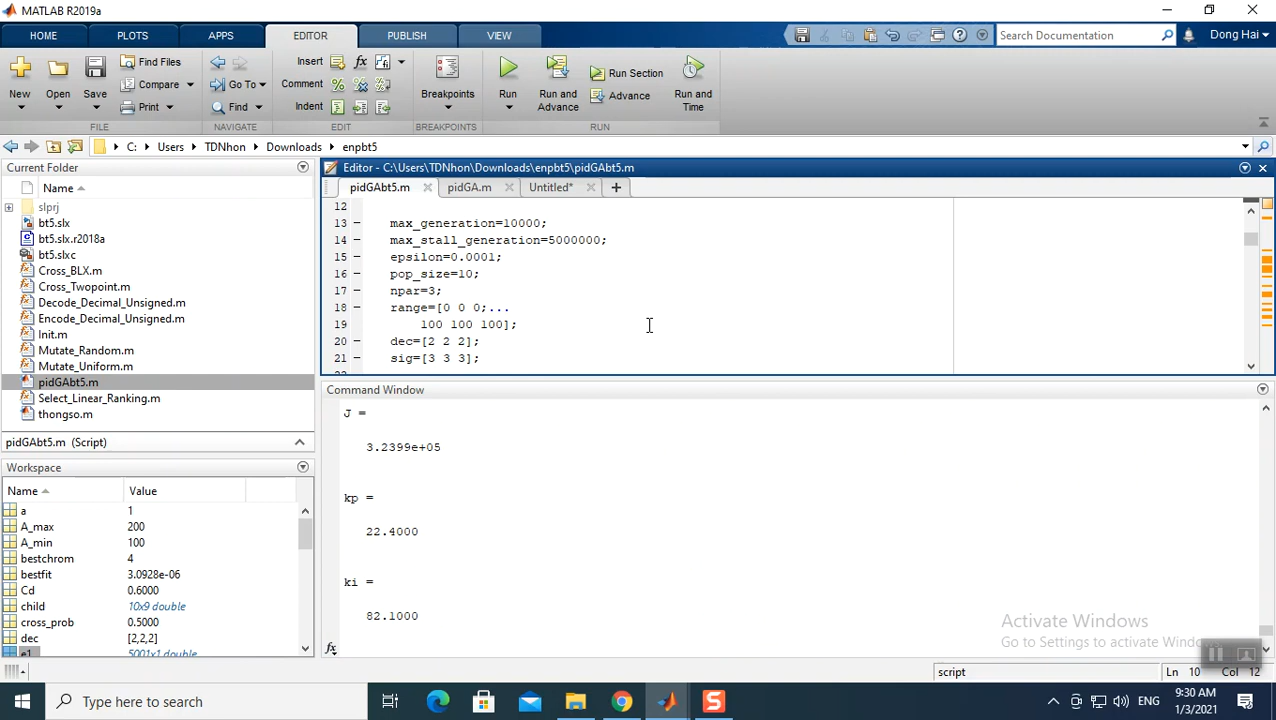 MATLAB R2019a
HOME PLOTS APPS EDITOR PUBLISH VIEW Search Documentation Dong Hai
New Open Save Find Files Compare Print
Go To Find
Insert fx Comment Indent
Breakpoints
Run Run and Advance Run Section Advance Run and Time
FILE NAVIGATE EDIT BREAKPOINTS RUN
C: Users TDNhon Downloads enpbt5
Current Folder
Name
slprj
bt5.slx
bt5.slx.r2018a
bt5.slxc
Cross_BLX.m
Cross_Twopoint.m
Decode_Decimal_Unsigned.m
Encode_Decimal_Unsigned.m
Init.m
Mutate_Random.m
Mutate_Uniform.m
pidGAbt5.m
Select_Linear_Ranking.m
thongso.m
pidGAbt5.m (Script)
Workspace
Name Value
a 1
A_max 200
A_min 100
bestchrom 4
bestfit 3.0928e-06
Cd 0.6000
child 10x9 double
cross_prob 0.5000
dec [2,2,2]
e1 5001x1 double
Editor - C:\Users\TDNhon\Downloads\enpbt5\pidGAbt5.m
pidGAbt5.m pidGA.m Untitled*
12
13 – max_generation=10000;
14 – max_stall_generation=5000000;
15 – epsilon=0.0001;
16 – pop_size=10;
17 – npar=3;
18 – range=[0 0 0;...
19 100 100 100];
20 – dec=[2 2 2];
21 – sig=[3 3 3];
Command Window
J =
3.2399e+05
kp =
22.4000
ki =
82.1000
fx
Activate Windows
Go to Settings to activate Windows.
script Ln 10 Col 12
Type here to search
S
ENG
9:30 AM
1/3/2021